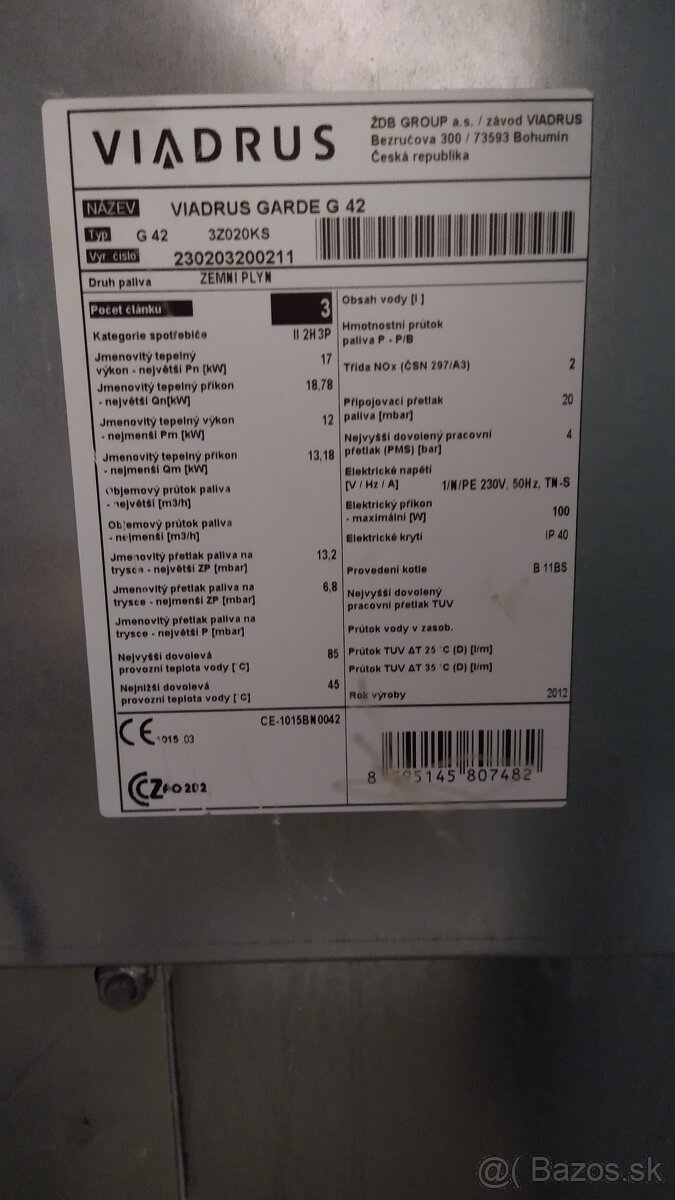 VIADRUS
ŽDB GROUP a.s. / závod VIADRUS
Bezručova 300 / 73593 Bohumín
Česká republika
NÁZEV VIADRUS GARDE G 42
Typ G 42 3Z020KS
Výr. číslo 230203200211
Druh paliva ZEMNI PLYN
Počet článků 3
Kategorie spotřebiče II 2H3P
Jmenovitý tepelný
výkon - největší Pn [kW] 17
Jmenovitý tepelný příkon
- největší Qn[kW] 18,78
Jmenovitý tepelný výkon
- nejmenší Pm [kW] 12
Jmenovitý tepelný příkon
- nejmenší Qm [kW] 13,18
Objemový průtok paliva
- největší [m3/h]
Objemový průtok paliva
- nejmenší [m3/h]
Jmenovitý přetlak paliva na
trysce - největší ZP [mbar] 13,2
Jmenovitý přetlak paliva na
trysce - nejmenší ZP [mbar] 6,8
Jmenovitý přetlak paliva na
trysce - největší P [mbar]
Nejvyšší dovolená
provozní teplota vody [°C] 85
Nejnižší dovolená
provozní teplota vody [°C] 45
Obsah vody [l ]
Hmotnostní průtok
paliva P - P/B
Třída NOx (ČSN 297/A3) 2
Připojovací přetlak
paliva [mbar] 20
Nejvyšší dovolený pracovní
přetlak (PMS) [bar] 4
Elektrické napětí
[V / Hz / A] 1/N/PE 230V, 50Hz, TN-S
Elektrický příkon
- maximální [W] 100
Elektrické krytí IP 40
Provedení kotle B 11BS
Nejvyšší dovolený
pracovní přetlak TUV
Průtok vody v zasob.
Průtok TUV ΔT 25 °C (D) [l/m]
Průtok TUV ΔT 35 °C (D) [l/m]
Rok výroby 2012
CE 1015 03
CE-1015BN0042
CCZ AO 202
8 595145 807482
@( Bazos.sk